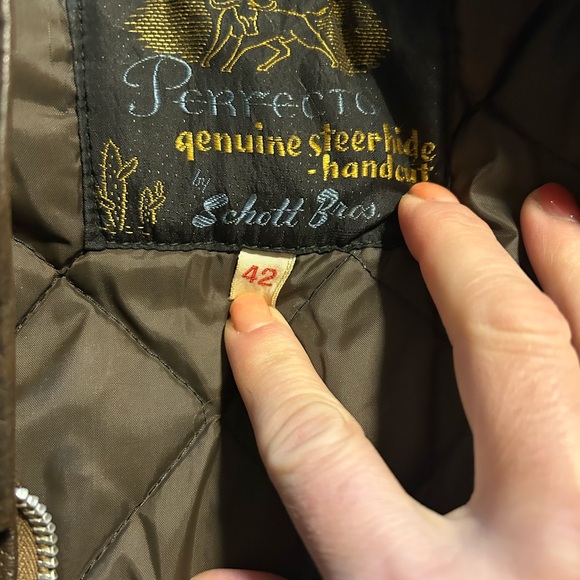 Perfecto
genuine steerhide
-handcut
by
Schott Bros.
42